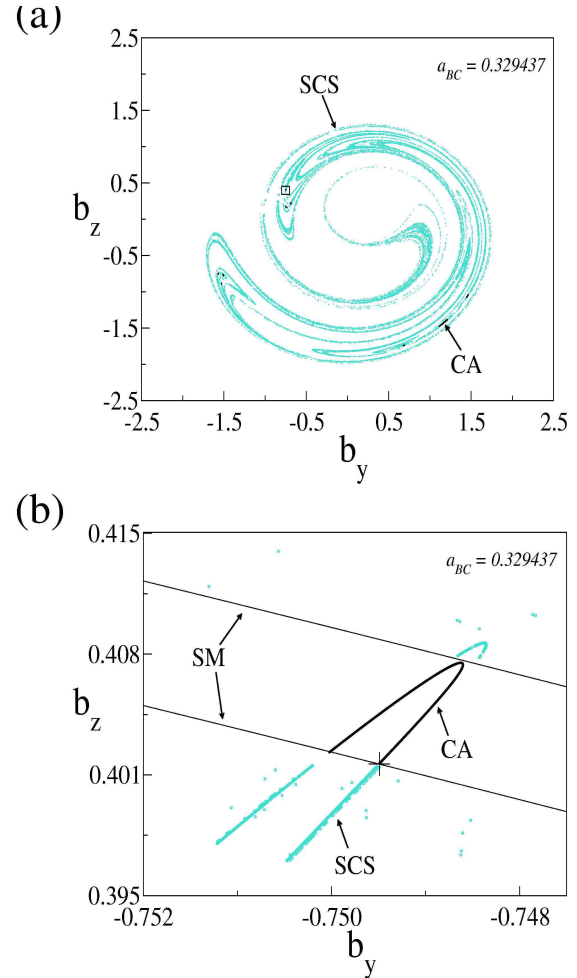 (a)
2.5
1.5
0.5
-0.5
-1.5
-2.5
b_z
a_BC = 0.329437
SCS
CA
-2.5 -1.5 -0.5 0.5 1.5 2.5
b_y
(b)
0.415
0.408
0.401
0.395
b_z
a_BC = 0.329437
SM
CA
SCS
-0.752 -0.750 -0.748
b_y